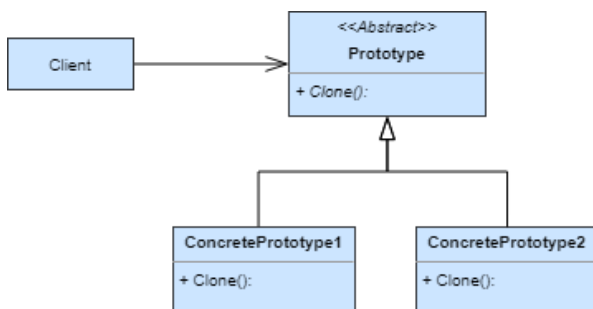 <<Abstract>>
Prototype
Client
+ Clone():
ConcretePrototype1
+ Clone():
ConcretePrototype2
+ Clone():